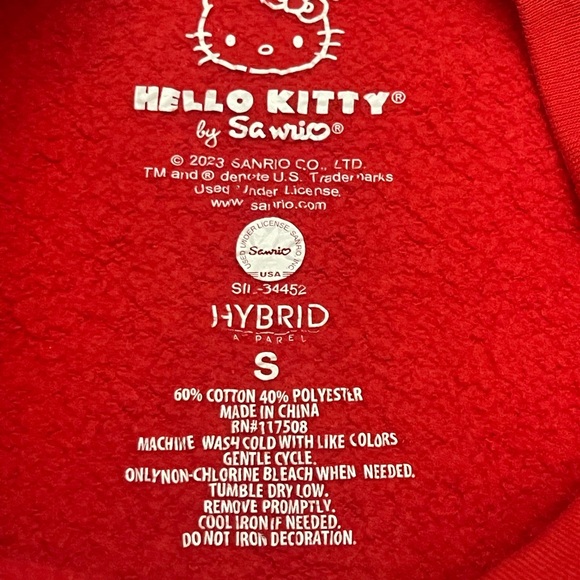 HELLO KITTY®
by Sanrio®
© 2023 SANRIO CO., LTD.
TM and ® denote U.S. Trademarks
Used Under License.
www sanrio.com
USED UNDER LICENSE, SANRIO INC
Sanrio
USA
SIL-34452
HYBRID
APPAREL
S
60% COTTON 40% POLYESTER
MADE IN CHINA
RN#117508
MACHINE WASH COLD WITH LIKE COLORS
GENTLE CYCLE.
ONLY NON-CHLORINE BLEACH WHEN NEEDED.
TUMBLE DRY LOW.
REMOVE PROMPTLY.
COOL IRON IF NEEDED.
DO NOT IRON DECORATION.